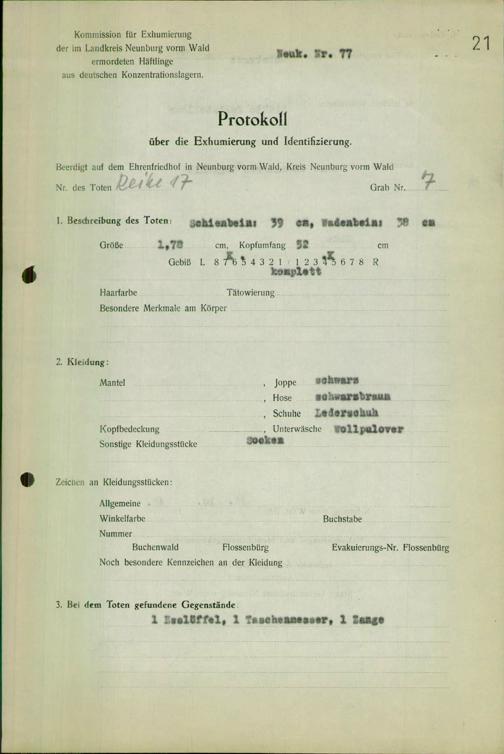 21
Kommission für Exhumierung
der im Landkreis Neunburg vorm Wald
ermordeten Häftlinge
aus deutschen Konzentrationslagern.
Neuk. Nr. 77
Protokoll
über die Exhumierung und Identifizierung.
Beerdigt auf dem Ehrenfriedhof in Neunburg vorm Wald, Kreis Neunburg vorm Wald
Nr. des Toten Reihe 17 Grab Nr. 7
1. Beschreibung des Toten: Schienbein: 39 cm, Wadenbein: 38 cm
Größe 1,78 cm, Kopfumfang 52 cm
Gebiß L 8 7 6 5 4 3 2 1 1 2 3 4 5 6 7 8 R
komplett
Haarfarbe Tätowierung
Besondere Merkmale am Körper
2. Kleidung:
Mantel , Joppe schwarz
, Hose schwarzbraun
, Schuhe Lederschuh
Kopfbedeckung , Unterwäsche Wollpulover
Sonstige Kleidungsstücke Socken
Zeichen an Kleidungsstücken:
Allgemeine
Winkelfarbe Buchstabe
Nummer
Buchenwald Flossenbürg Evakuierungs-Nr. Flossenbürg
Noch besondere Kennzeichen an der Kleidung
3. Bei dem Toten gefundene Gegenstände
1 Esslöffel, 1 Taschenmesser, 1 Zange